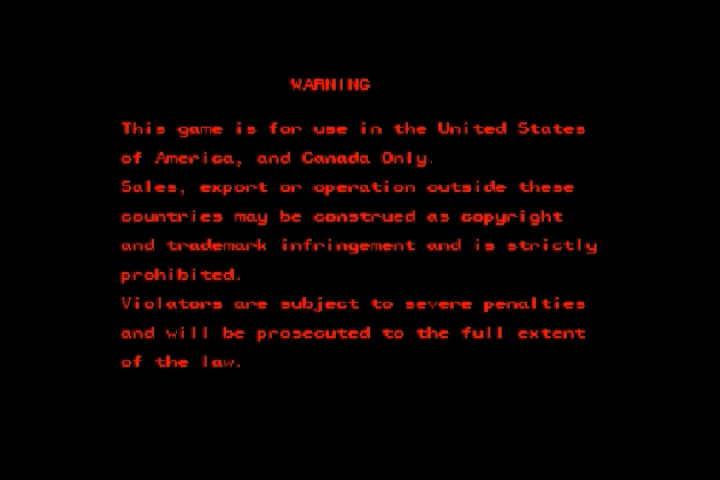 WARNING
This game is for use in the United States
of America, and Canada Only.
Sales, export or operation outside these
countries may be construed as copyright
and trademark infringement and is strictly
prohibited.
Violators are subject to severe penalties
and will be prosecuted to the full extent
of the law.